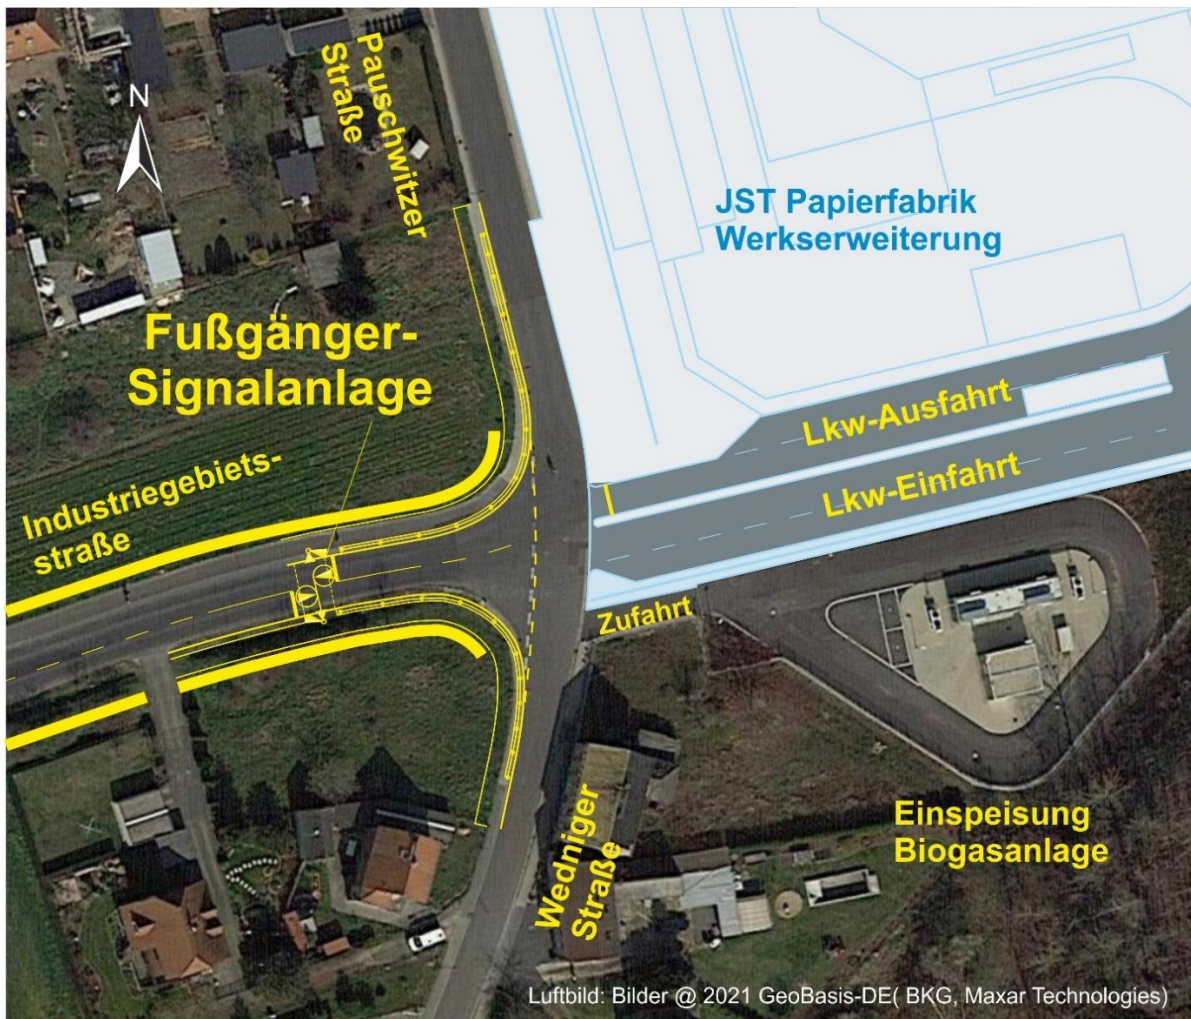 N
Pauschwitzer
Straße
JST Papierfabrik
Werkserweiterung
Fußgänger-
Signalanlage
Lkw-Ausfahrt
Industriegebiets-
straße
Lkw-Einfahrt
Zufahrt
Wedniger
Straße
Einspeisung
Biogasanlage
Luftbild: Bilder @ 2021 GeoBasis-DE( BKG, Maxar Technologies)